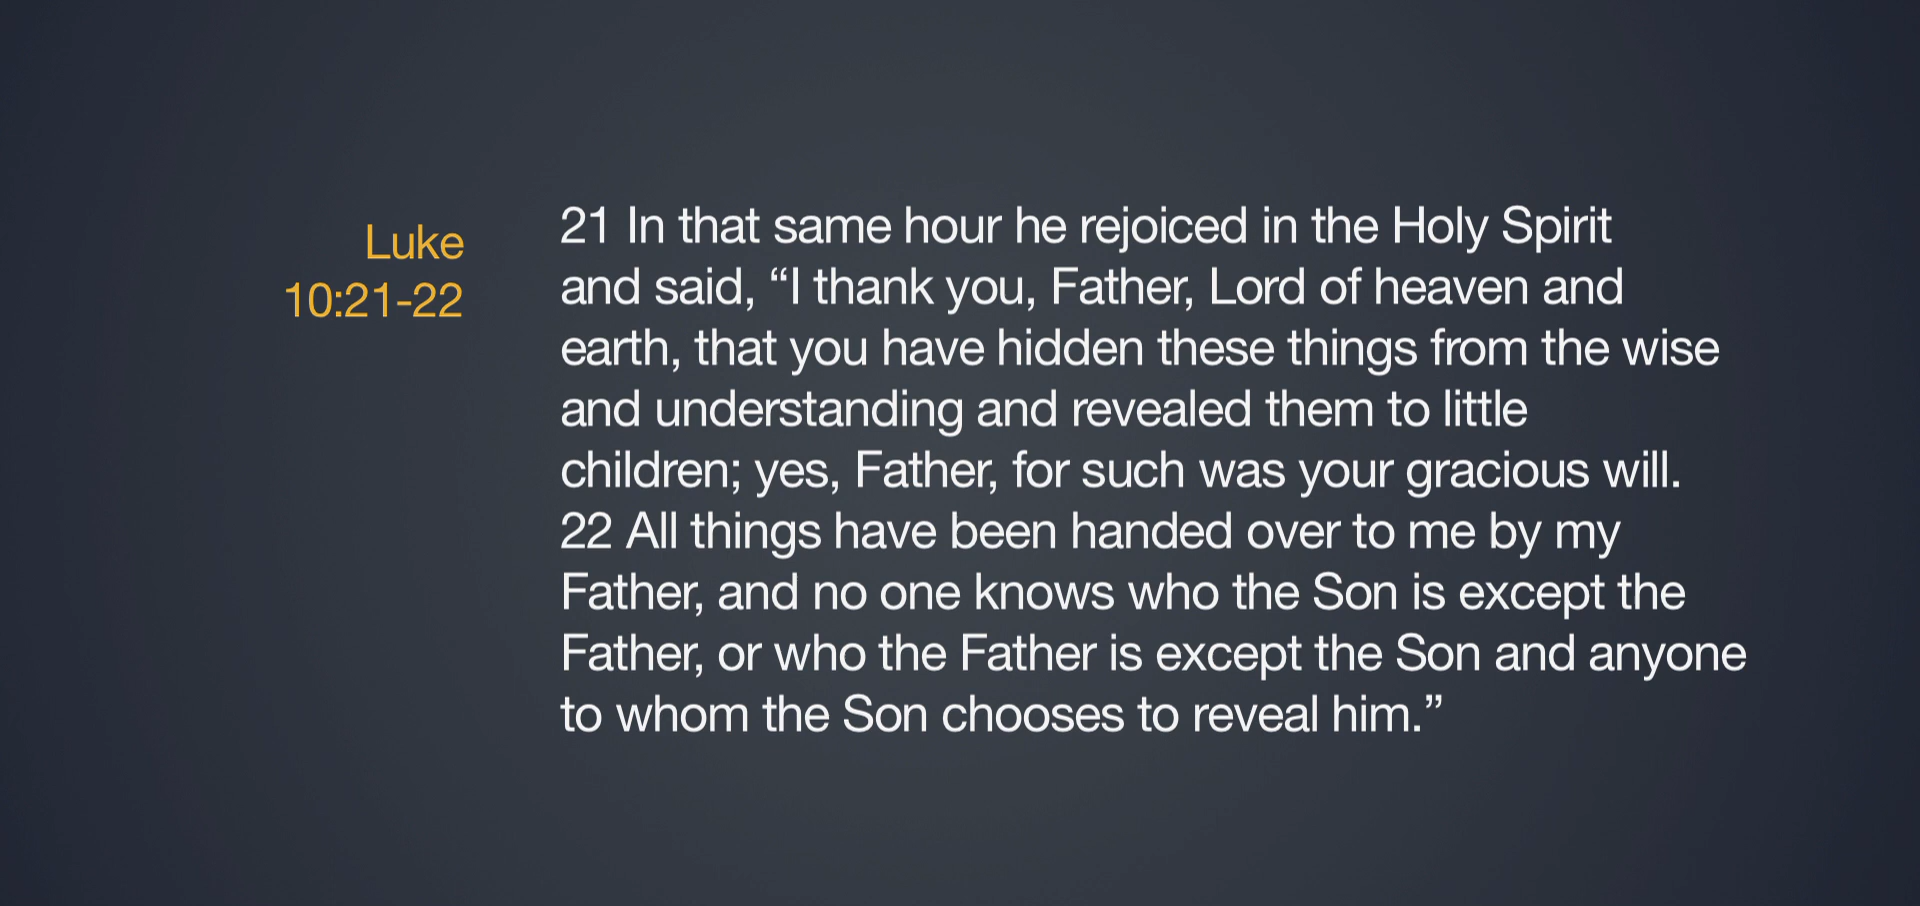 Luke
10:21-22
21 In that same hour he rejoiced in the Holy Spirit
and said, “I thank you, Father, Lord of heaven and
earth, that you have hidden these things from the wise
and understanding and revealed them to little
children; yes, Father, for such was your gracious will.
22 All things have been handed over to me by my
Father, and no one knows who the Son is except the
Father, or who the Father is except the Son and anyone
to whom the Son chooses to reveal him.”